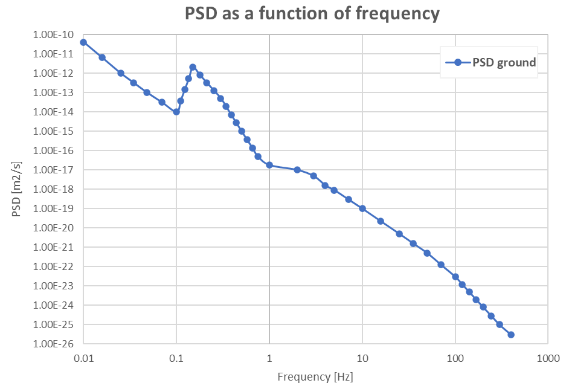 PSD as a function of frequency
1.00E-10
1.00E-11
1.00E-12
1.00E-13
1.00E-14
1.00E-15
1.00E-16
1.00E-17
1.00E-18
1.00E-19
1.00E-20
1.00E-21
1.00E-22
1.00E-23
1.00E-24
1.00E-25
1.00E-26
PSD [m2/s]
PSD ground
0.01 0.1 1 10 100 1000
Frequency [Hz]